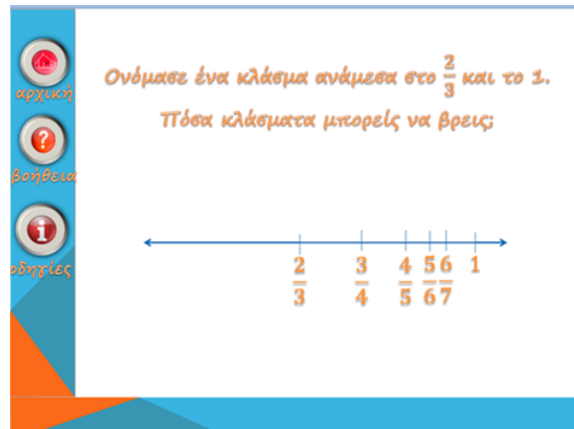 Ονόμασε ένα κλάσμα ανάμεσα στο 2/3 και το 1.
Πόσα κλάσματα μπορείς να βρεις;
αρχική
βοήθεια
οδηγίες
2/3 3/4 4/5 5/6 6/7 1